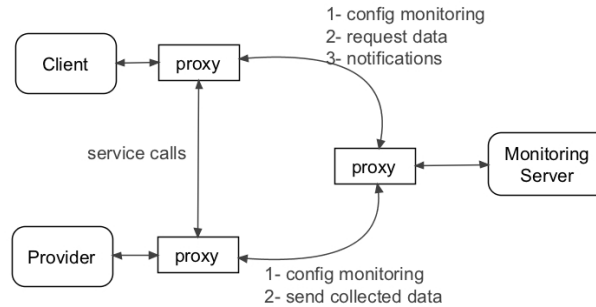 1- config monitoring
2- request data
3- notifications
Client
proxy
service calls
proxy
Monitoring
Server
Provider
proxy
1- config monitoring
2- send collected data